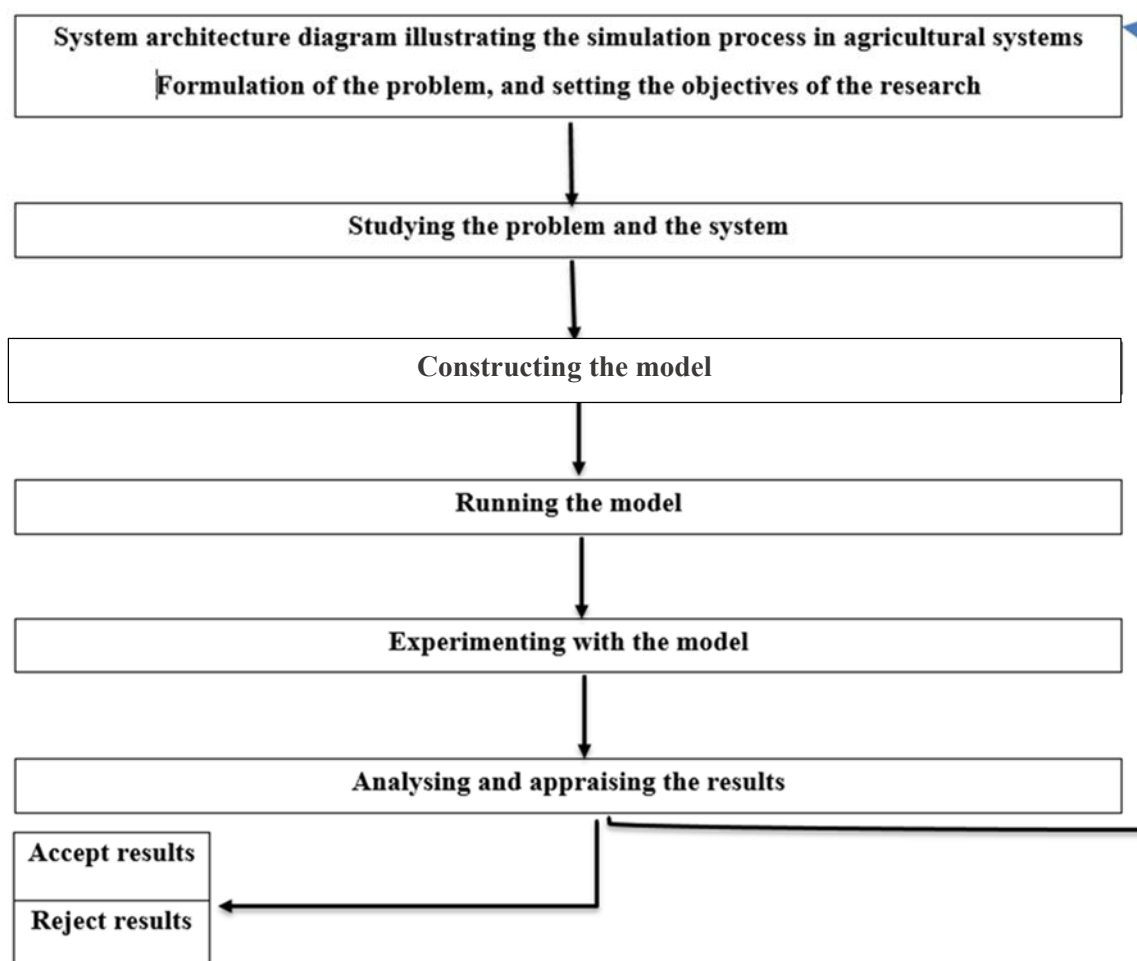 System architecture diagram illustrating the simulation process in agricultural systems
Formulation of the problem, and setting the objectives of the research
Studying the problem and the system
Constructing the model
Running the model
Experimenting with the model
Analysing and appraising the results
Accept results
Reject results